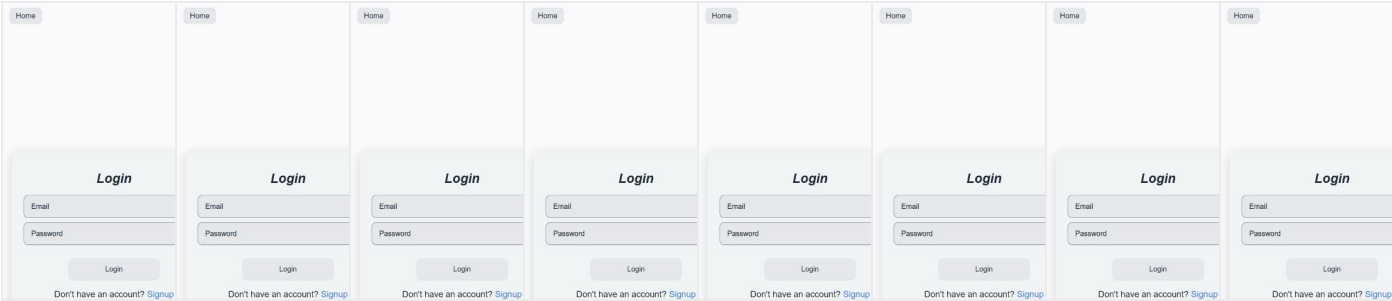 Home Home Home Home Home Home Home Home
Login Login Login Login Login Login Login Login
Email Email Email Email Email Email Email Email
Password Password Password Password Password Password Password Password
Login Login Login Login Login Login Login Login
Don't have an account? Signup Don't have an account? Signup Don't have an account? Signup Don't have an account? Signup Don't have an account? Signup Don't have an account? Signup Don't have an account? Signup Don't have an account? Signup